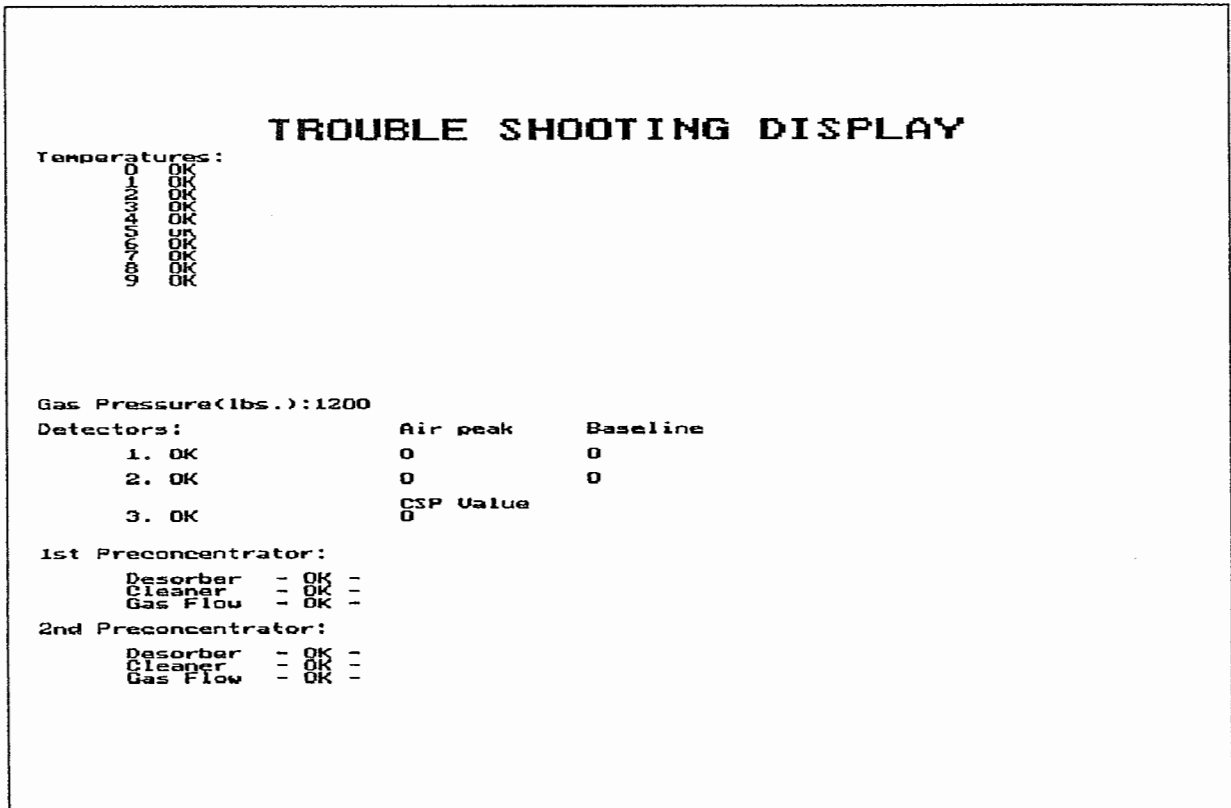 TROUBLE SHOOTING DISPLAY
Temperatures:
0 OK
1 OK
2 OK
3 OK
4 OK
5 OK
6 OK
7 OK
8 OK
9 OK
Gas Pressure(lbs.):1200
Detectors: Air peak Baseline
1. OK 0 0
2. OK 0 0
CSP Value
3. OK 0
1st Preconcentrator:
Desorber - OK -
Cleaner - OK -
Gas Flow - OK -
2nd Preconcentrator:
Desorber - OK -
Cleaner - OK -
Gas Flow - OK -